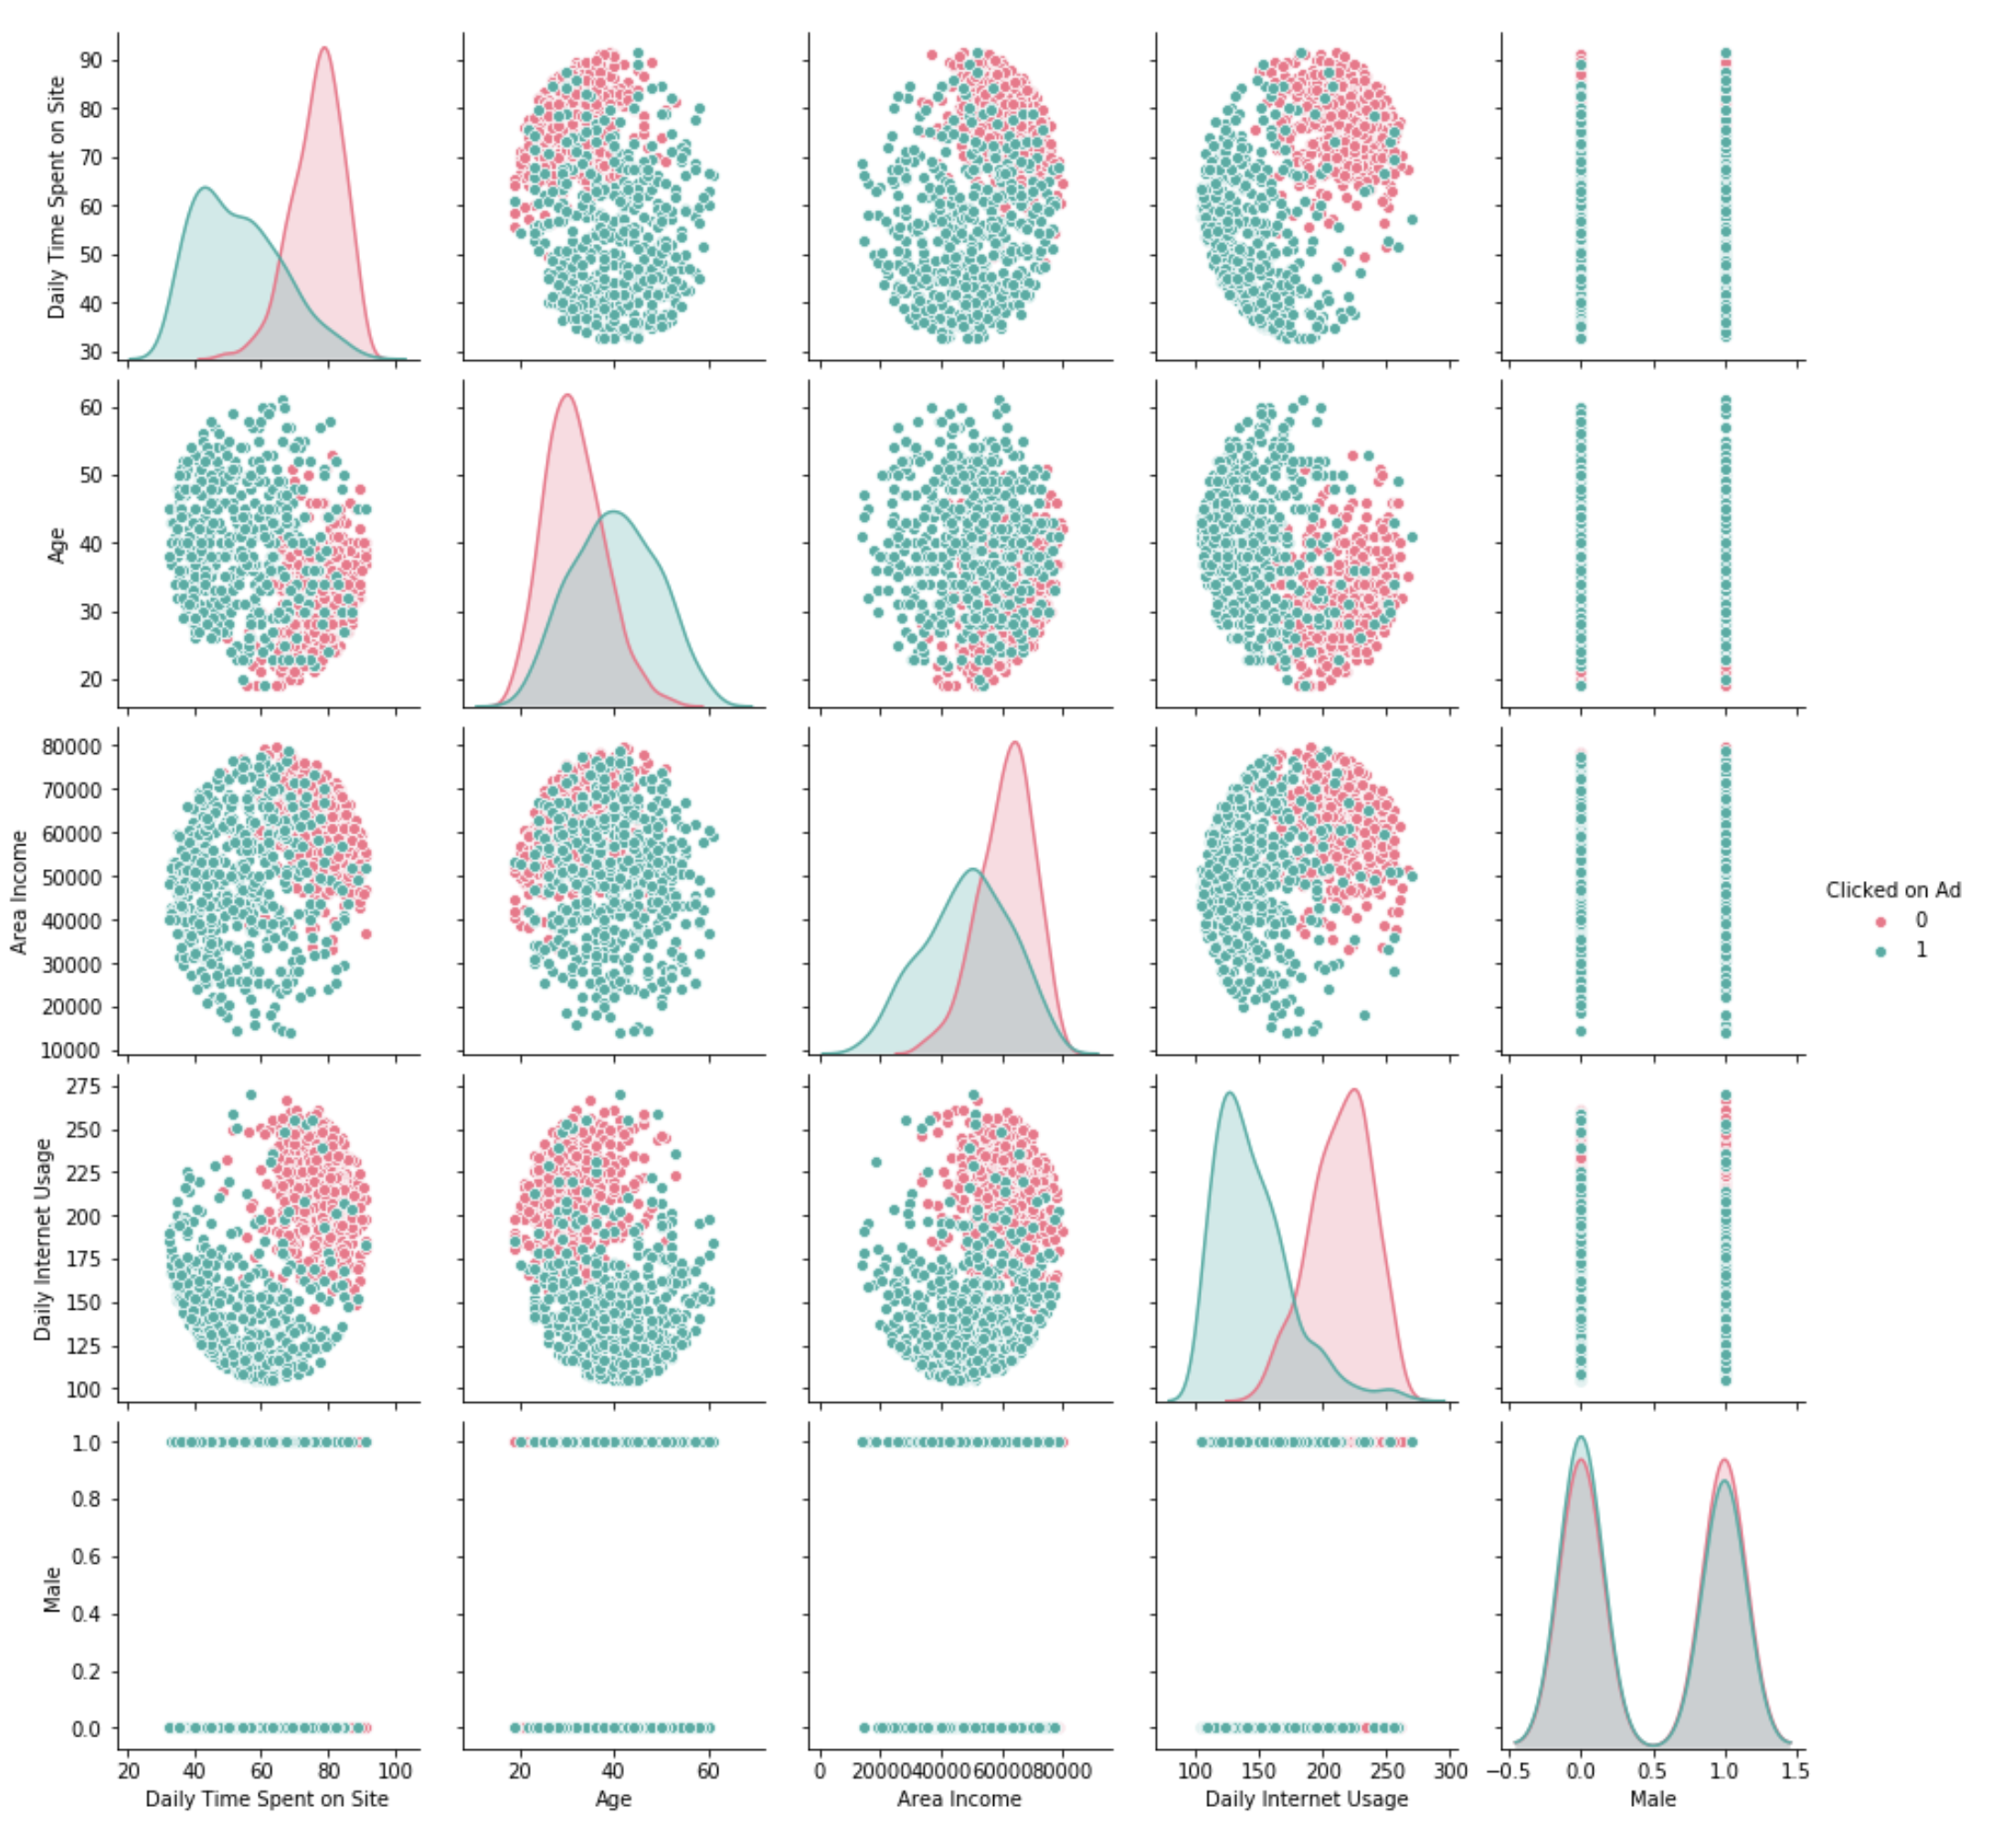 90
80
70
60
50
40
30
Daily Time Spent on Site
60
50
40
30
20
Age
80000
70000
60000
50000
40000
30000
20000
10000
Area Income
Clicked on Ad
0
1
275
250
225
200
175
150
125
100
Daily Internet Usage
1.0
0.8
0.6
0.4
0.2
0.0
Male
20 40 60 80 100
20 40 60
0 20000 40000 60000 80000
100 150 200 250 300
−0.5 0.0 0.5 1.0 1.5
Daily Time Spent on Site
Age
Area Income
Daily Internet Usage
Male